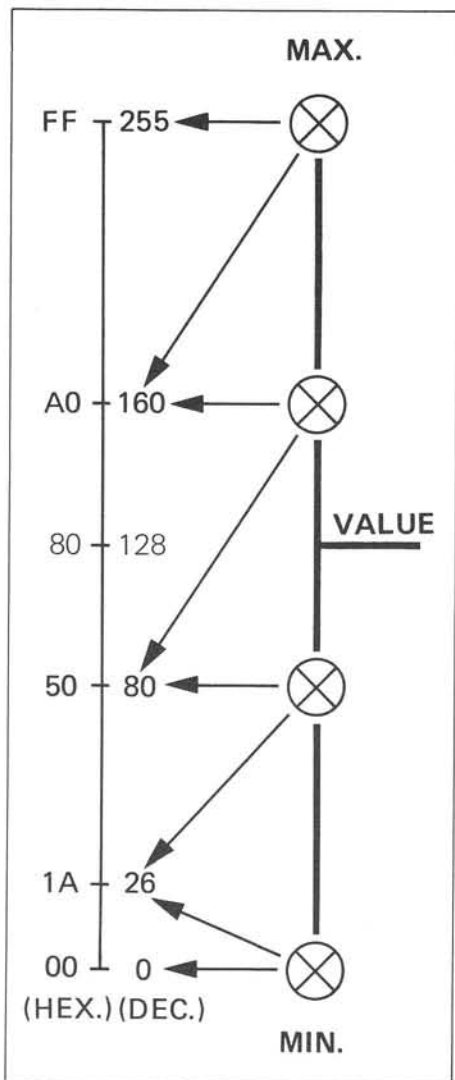 MAX.
FF 255
A0 160
VALUE
80 128
50 80
1A 26
00 0
(HEX.) (DEC.)
MIN.